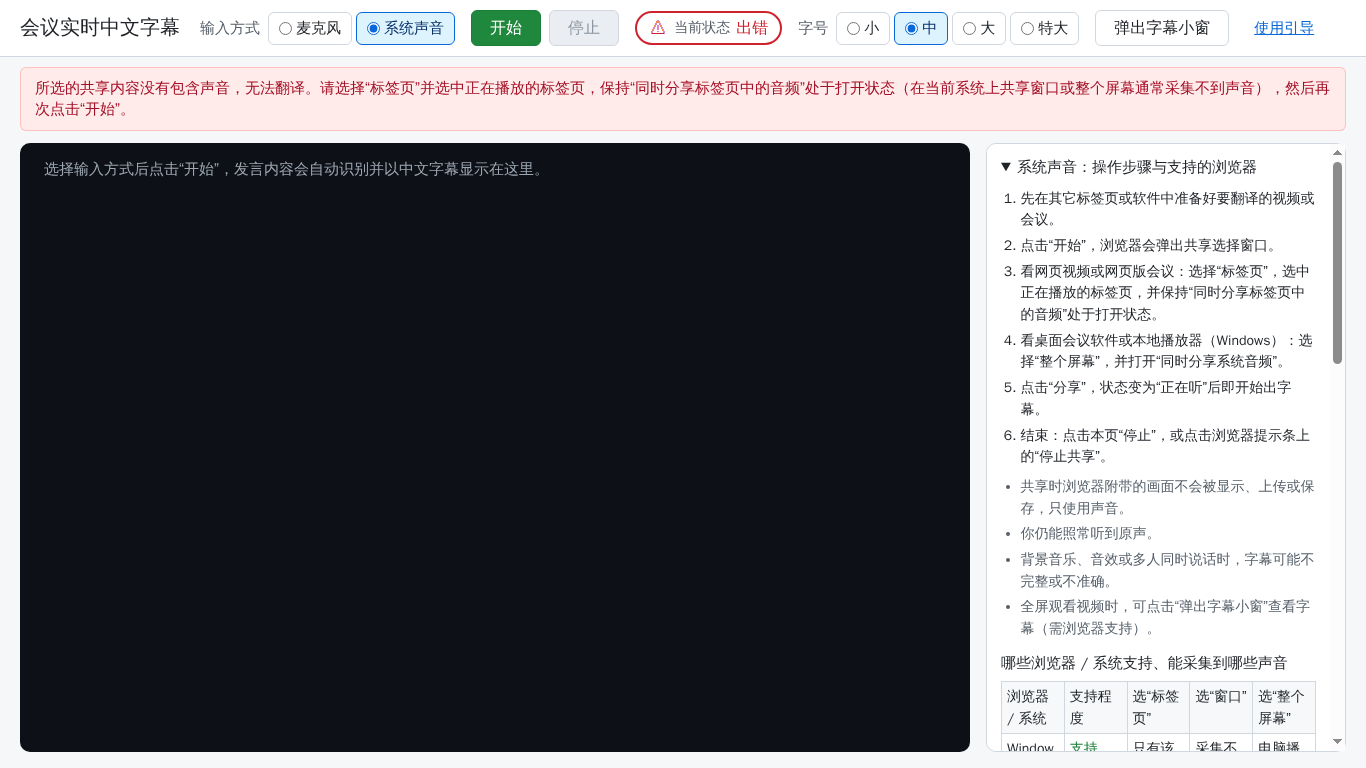 会议实时中文字幕
输入方式
麦克风
系统声音
开始
停止
当前状态 出错
字号
小
中
大
特大
弹出字幕小窗
使用引导
所选的共享内容没有包含声音，无法翻译。请选择“标签页”并选中正在播放的标签页，保持“同时分享标签页中的音频”处于打开状态（在当前系统上共享窗口或整个屏幕通常采集不到声音），然后再
次点击“开始”。
选择输入方式后点击“开始”，发言内容会自动识别并以中文字幕显示在这里。
▼ 系统声音：操作步骤与支持的浏览器
1. 先在其它标签页或软件中准备好要翻译的视频或
会议。
2. 点击“开始”，浏览器会弹出共享选择窗口。
3. 看网页视频或网页版会议：选择“标签页”，选中
正在播放的标签页，并保持“同时分享标签页中
的音频”处于打开状态。
4. 看桌面会议软件或本地播放器（Windows）：选
择“整个屏幕”，并打开“同时分享系统音频”。
5. 点击“分享”，状态变为“正在听”后即开始出字
幕。
6. 结束：点击本页“停止”，或点击浏览器提示条上
的“停止共享”。
• 共享时浏览器附带的画面不会被显示、上传或保
存，只使用声音。
• 你仍能照常听到原声。
• 背景音乐、音效或多人同时说话时，字幕可能不
完整或不准确。
• 全屏观看视频时，可点击“弹出字幕小窗”查看字
幕（需浏览器支持）。
哪些浏览器 / 系统支持、能采集到哪些声音
浏览器
/ 系统
支持程
度
选“标签
页”
选“窗口”
选“整个
屏幕”
Window
支持
只有该
采集不
电脑播